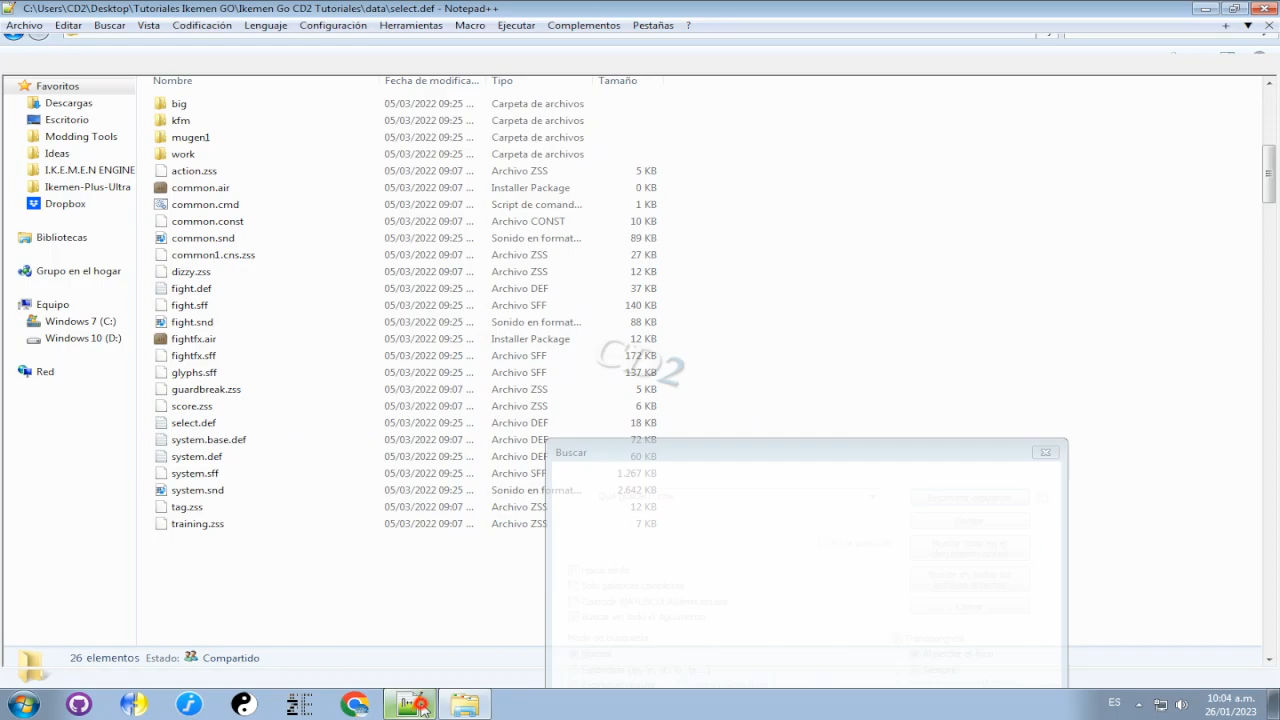 C:\Users\CD2\Desktop\Tutoriales Ikemen GO\Ikemen Go CD2 Tutoriales\data\select.def - Notepad++
Archivo Editar Buscar Vista Codificación Lenguaje Configuración Herramientas Macro Ejecutar Complementos Pestañas ?
Nombre Fecha de modifica... Tipo Tamaño
Favoritos
Descargas
Escritorio
Modding Tools
Ideas
I.K.E.M.E.N ENGINE
Ikemen-Plus-Ultra
Dropbox
Bibliotecas
Grupo en el hogar
Equipo
Windows 7 (C:)
Windows 10 (D:)
Red
big 05/03/2022 09:25 ... Carpeta de archivos
kfm 05/03/2022 09:25 ... Carpeta de archivos
mugen1 05/03/2022 09:25 ... Carpeta de archivos
work 05/03/2022 09:25 ... Carpeta de archivos
action.zss 05/03/2022 09:07 ... Archivo ZSS 5 KB
common.air 05/03/2022 09:25 ... Installer Package 0 KB
common.cmd 05/03/2022 09:25 ... Script de comand... 1 KB
common.const 05/03/2022 09:07 ... Archivo CONST 10 KB
common.snd 05/03/2022 09:25 ... Sonido en format... 89 KB
common1.cns.zss 05/03/2022 09:07 ... Archivo ZSS 27 KB
dizzy.zss 05/03/2022 09:07 ... Archivo ZSS 12 KB
fight.def 05/03/2022 09:25 ... Archivo DEF 37 KB
fight.sff 05/03/2022 09:25 ... Archivo SFF 140 KB
fight.snd 05/03/2022 09:25 ... Sonido en format... 88 KB
fightfx.air 05/03/2022 09:25 ... Installer Package 12 KB
fightfx.sff 05/03/2022 09:25 ... Archivo SFF 172 KB
glyphs.sff 05/03/2022 09:07 ... Archivo SFF 137 KB
guardbreak.zss 05/03/2022 09:07 ... Archivo ZSS 5 KB
score.zss 05/03/2022 09:07 ... Archivo ZSS 6 KB
select.def 05/03/2022 09:25 ... Archivo DEF 18 KB
system.base.def 05/03/2022 09:07 ... Archivo DEF 72 KB
system.def 05/03/2022 09:25 ... Archivo DEF 60 KB
system.sff 05/03/2022 09:25 ... Archivo SFF 1.267 KB
system.snd 05/03/2022 09:25 ... Sonido en format... 2.642 KB
tag.zss 05/03/2022 09:07 ... Archivo ZSS 12 KB
training.zss 05/03/2022 09:07 ... Archivo ZSS 7 KB
CD2
Buscar
26 elementos Estado: Compartido
ES
10:04 a.m.
26/01/2023